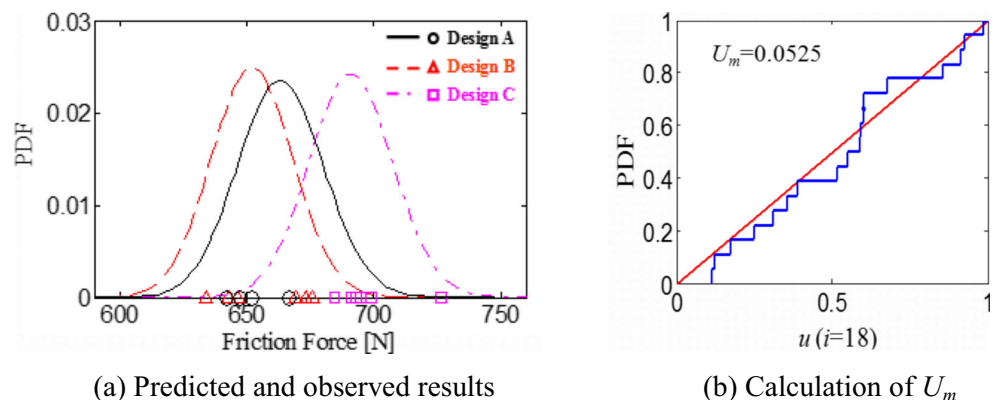 0.03
0.02
0.01
0
PDF
Design A
Design B
Design C
600
650
700
750
Friction Force [N]
(a) Predicted and observed results
1
0.8
0.6
0.4
0.2
0
PDF
U_m=0.0525
0
0.5
1
u (i=18)
(b) Calculation of U_m